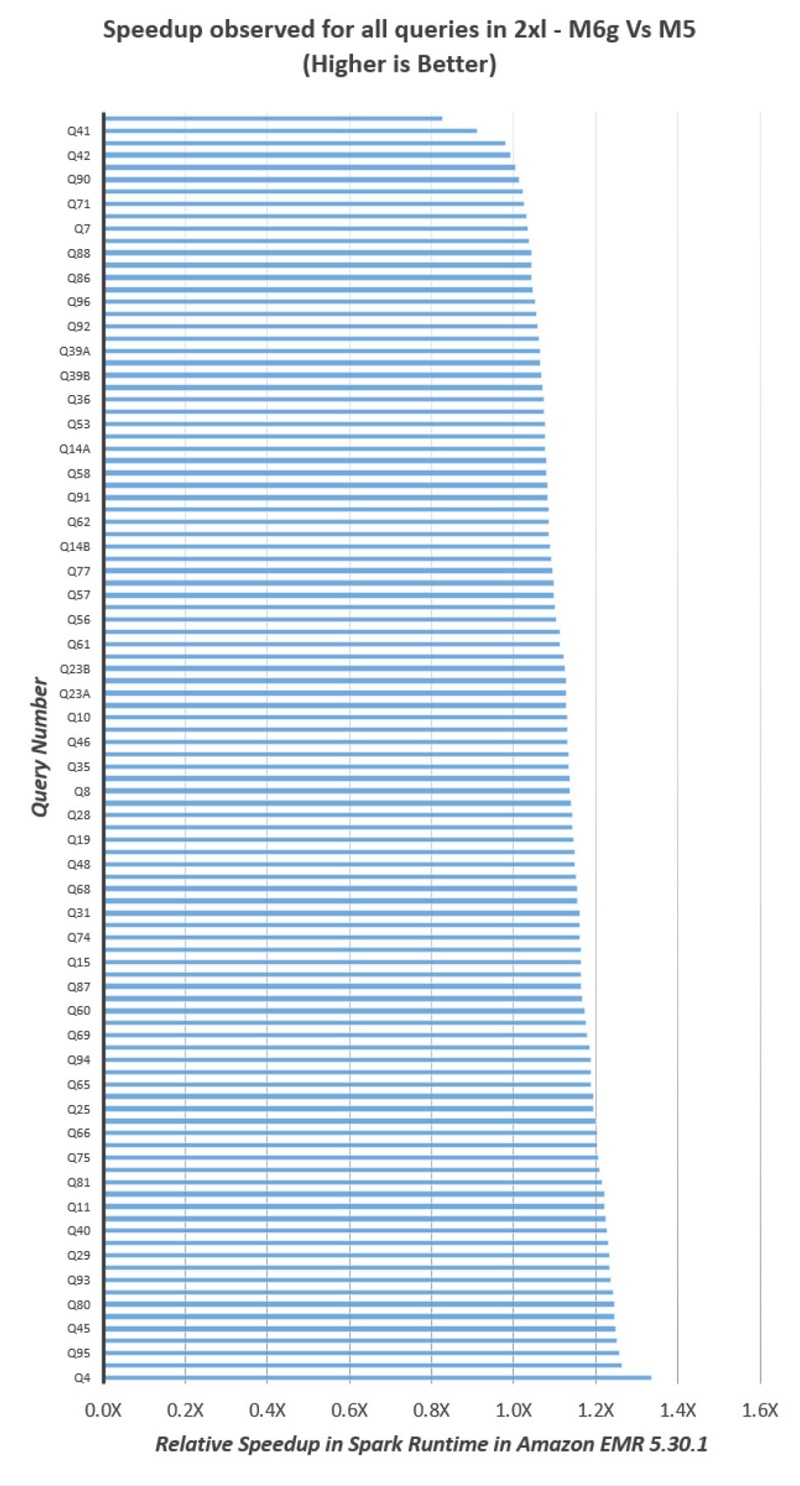 Speedup observed for all queries in 2xl - M6g Vs M5
(Higher is Better)
Q41
Q42
Q90
Q71
Q7
Q88
Q86
Q96
Q92
Q39A
Q39B
Q36
Q53
Q14A
Q58
Q91
Q62
Q14B
Q77
Q57
Q56
Q61
Q23B
Q23A
Q10
Q46
Q35
Q8
Q28
Q19
Q48
Q68
Q31
Q74
Q15
Q87
Q60
Q69
Q94
Q65
Q25
Q66
Q75
Q81
Q11
Q40
Q29
Q93
Q80
Q45
Q95
Q4
Query Number
0.0X 0.2X 0.4X 0.6X 0.8X 1.0X 1.2X 1.4X 1.6X
Relative Speedup in Spark Runtime in Amazon EMR 5.30.1